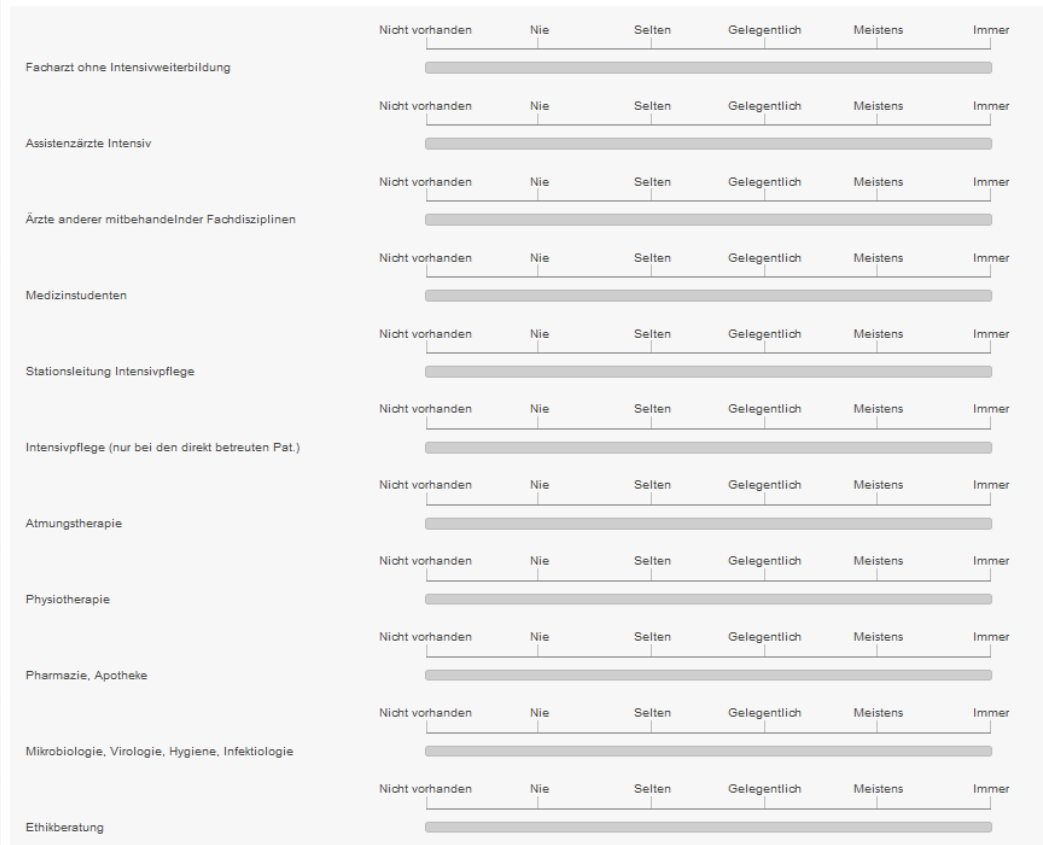 Nicht vorhanden Nie Selten Gelegentlich Meistens Immer
Facharzt ohne Intensivweiterbildung
Nicht vorhanden Nie Selten Gelegentlich Meistens Immer
Assistenzärzte Intensiv
Nicht vorhanden Nie Selten Gelegentlich Meistens Immer
Ärzte anderer mitbehandelnder Fachdisziplinen
Nicht vorhanden Nie Selten Gelegentlich Meistens Immer
Medizinstudenten
Nicht vorhanden Nie Selten Gelegentlich Meistens Immer
Stationsleitung Intensivpflege
Nicht vorhanden Nie Selten Gelegentlich Meistens Immer
Intensivpflege (nur bei den direkt betreuten Pat.)
Nicht vorhanden Nie Selten Gelegentlich Meistens Immer
Atmungstherapie
Nicht vorhanden Nie Selten Gelegentlich Meistens Immer
Physiotherapie
Nicht vorhanden Nie Selten Gelegentlich Meistens Immer
Pharmazie, Apotheke
Nicht vorhanden Nie Selten Gelegentlich Meistens Immer
Mikrobiologie, Virologie, Hygiene, Infektiologie
Nicht vorhanden Nie Selten Gelegentlich Meistens Immer
Ethikberatung